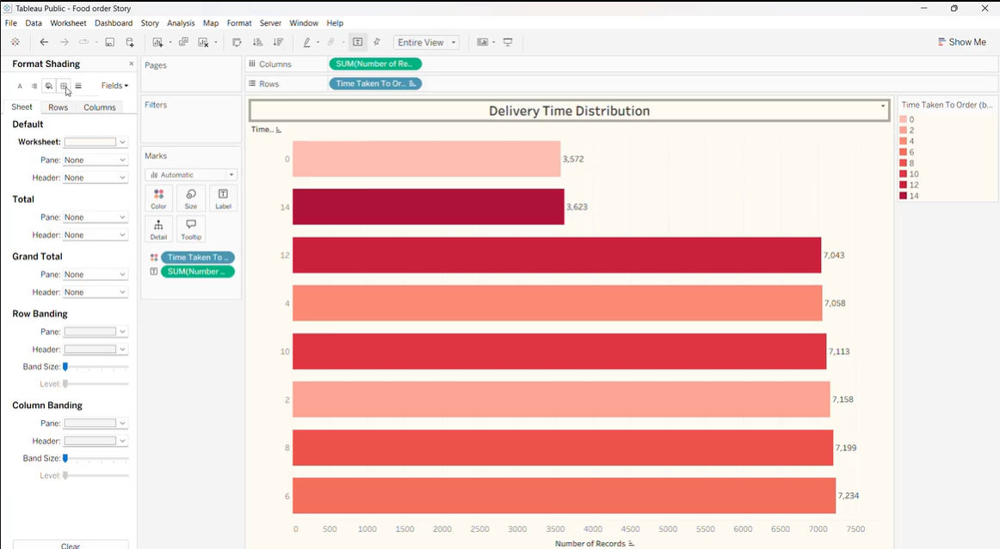 Tableau Public - Food order Story
File Data Worksheet Dashboard Story Analysis Map Format Server Window Help
Entire View
Show Me
Format Shading
A
Fields
Sheet Rows Columns
Default
Worksheet:
Pane: None
Header: None
Total
Pane: None
Header: None
Grand Total
Pane: None
Header: None
Row Banding
Pane:
Header:
Band Size:
Level:
Column Banding
Pane:
Header:
Band Size:
Level:
Clear
Pages
Filters
Marks
Automatic
Color Size Label
Detail Tooltip
Time Taken To ..
SUM(Number ..
Columns SUM(Number of Re..
Rows Time Taken To Or..
Delivery Time Distribution
Time..
0 3,572
14 3,623
12 7,043
4 7,058
10 7,113
2 7,158
8 7,199
6 7,234
0 500 1000 1500 2000 2500 3000 3500 4000 4500 5000 5500 6000 6500 7000 7500
Number of Records
Time Taken To Order (b...
0
2
4
6
8
10
12
14